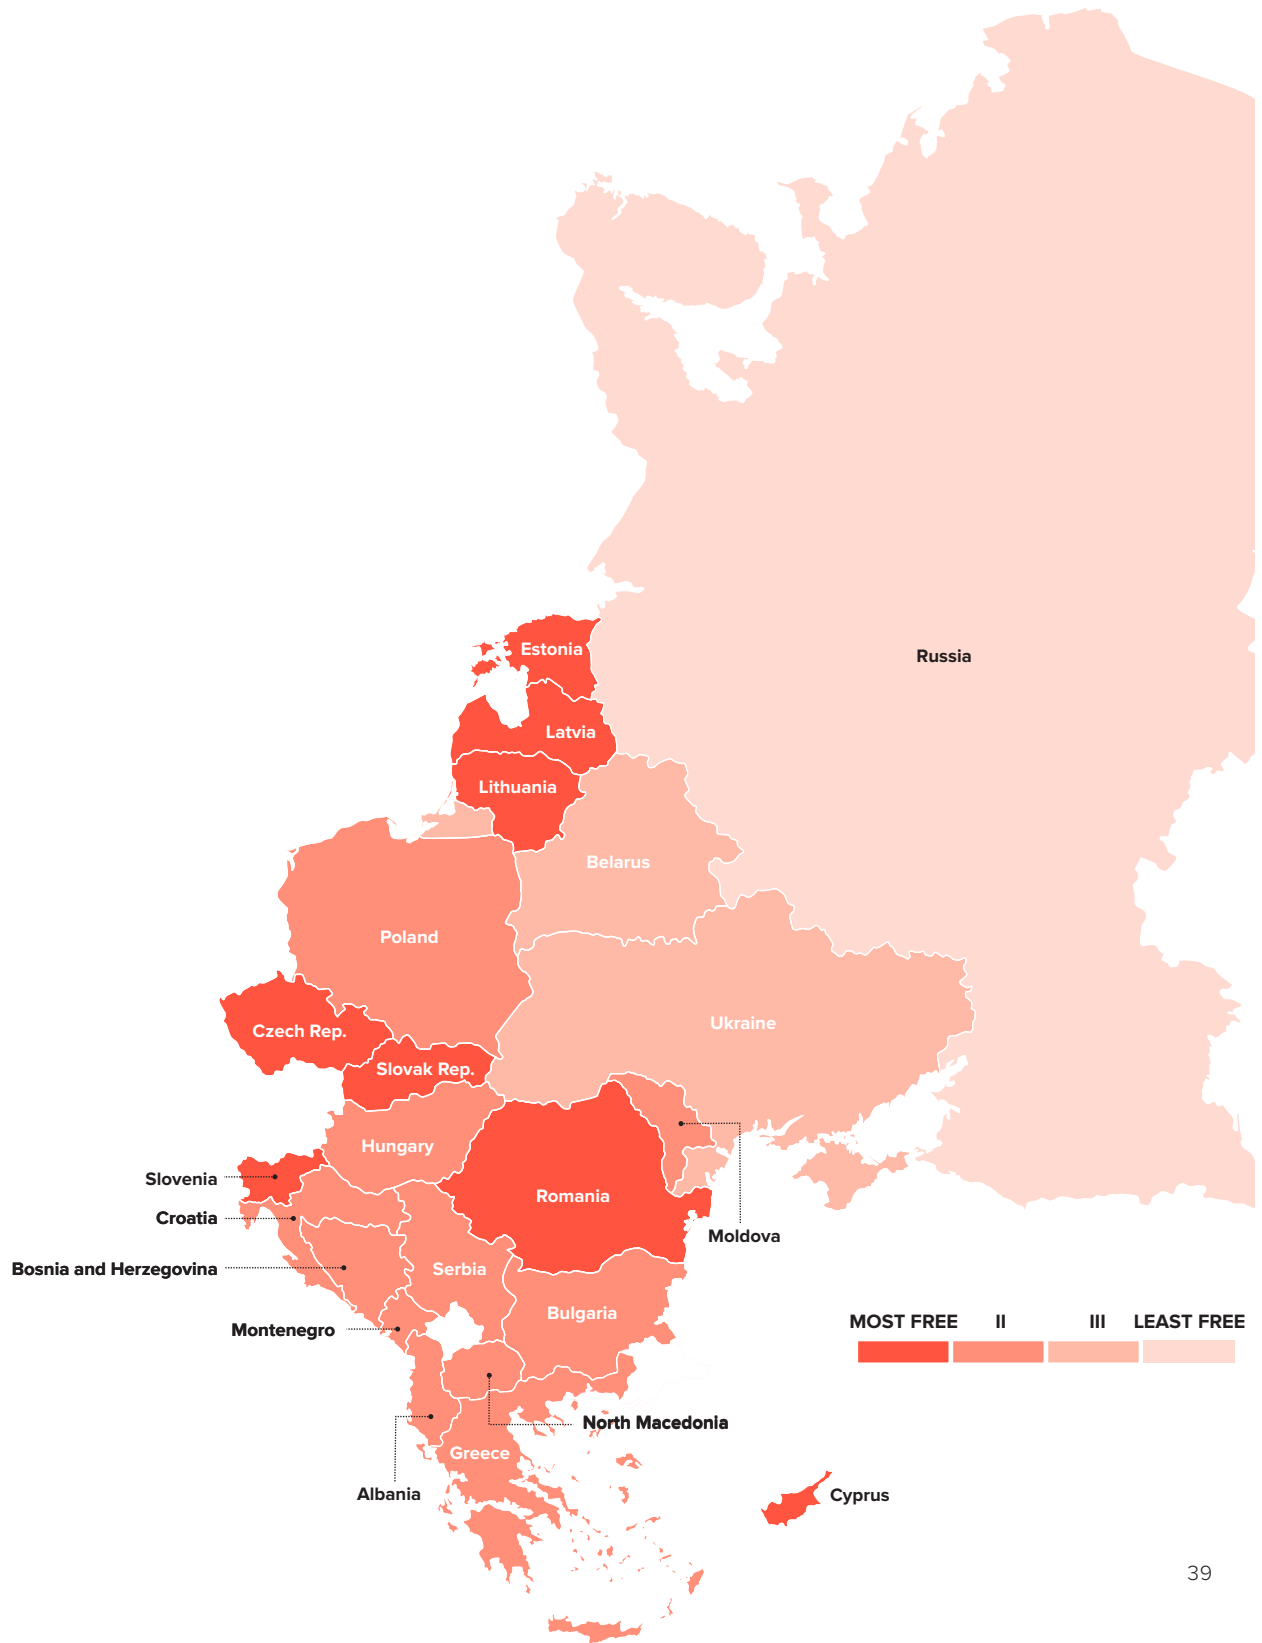 Russia
Estonia
Latvia
Lithuania
Belarus
Poland
Ukraine
Czech Rep.
Slovak Rep.
Hungary
Slovenia
Romania
Croatia
Moldova
Bosnia and Herzegovina
Serbia
Bulgaria
MOST FREE II III LEAST FREE
Montenegro
North Macedonia
Greece
Albania
Cyprus
39